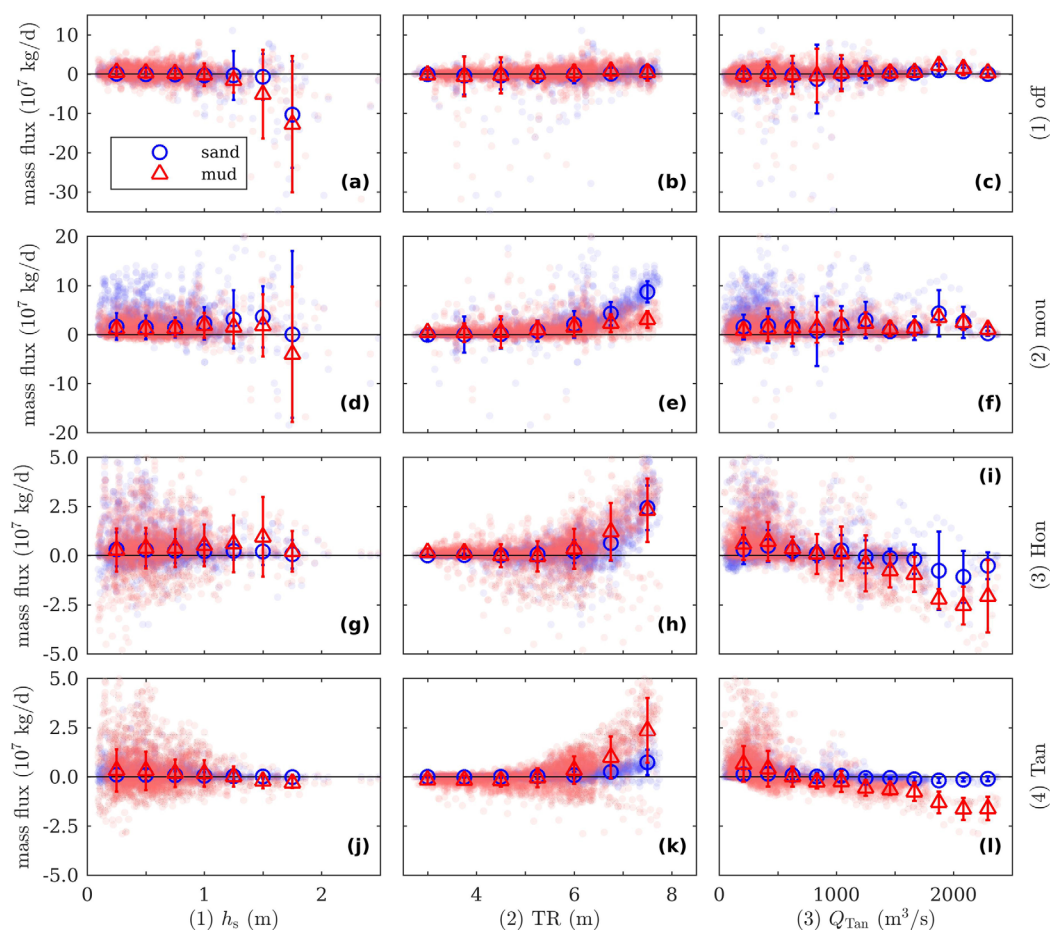 mass flux (10⁷ kg/d)
10
0
-10
-20
-30
sand
mud
(a)
(b)
(c)
(1) off
mass flux (10⁷ kg/d)
20
10
0
-10
-20
(d)
(e)
(f)
(2) mou
mass flux (10⁷ kg/d)
5.0
2.5
0.0
-2.5
-5.0
(g)
(h)
(i)
(3) Hon
mass flux (10⁷ kg/d)
5.0
2.5
0.0
-2.5
-5.0
(j)
(k)
(l)
(4) Tan
0 1 2
4 6 8
0 1000 2000
(1) hₛ (m)
(2) TR (m)
(3) Q_Tan (m³/s)